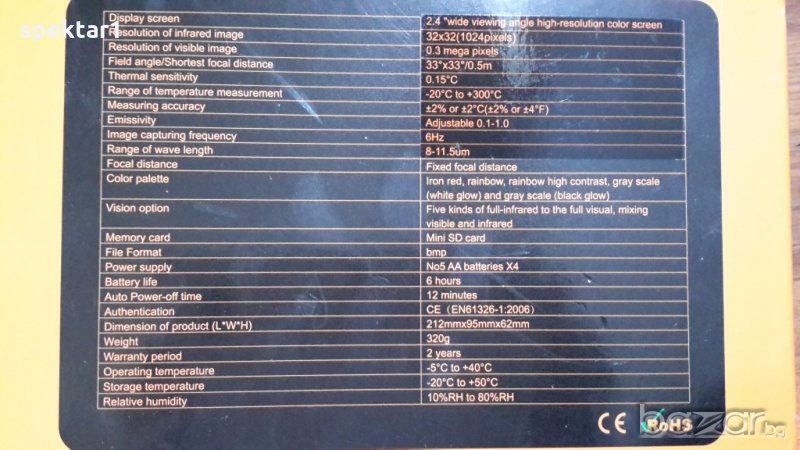 spektar1
Display screen 2.4 "wide viewing angle high-resolution color screen
Resolution of infrared image 32x32(1024pixels)
Resolution of visible image 0.3 mega pixels
Field angle/Shortest focal distance 33°x33°/0.5m
Thermal sensitivity 0.15°C
Range of temperature measurement -20°C to +300°C
Measuring accuracy ±2% or ±2°C(±2% or ±4°F)
Emissivity Adjustable 0.1-1.0
Image capturing frequency 6Hz
Range of wave length 8-11.5um
Focal distance Fixed focal distance
Color palette Iron red, rainbow, rainbow high contrast, gray scale
(white glow) and gray scale (black glow)
Vision option Five kinds of full-infrared to the full visual, mixing
visible and infrared
Memory card Mini SD card
File Format bmp
Power supply No5 AA batteries X4
Battery life 6 hours
Auto Power-off time 12 minutes
Authentication CE（EN61326-1:2006）
Dimension of product (L*W*H) 212mmx95mmx62mm
Weight 320g
Warranty period 2 years
Operating temperature -5°C to +40°C
Storage temperature -20°C to +50°C
Relative humidity 10%RH to 80%RH
CE RoHS
bazar.bg